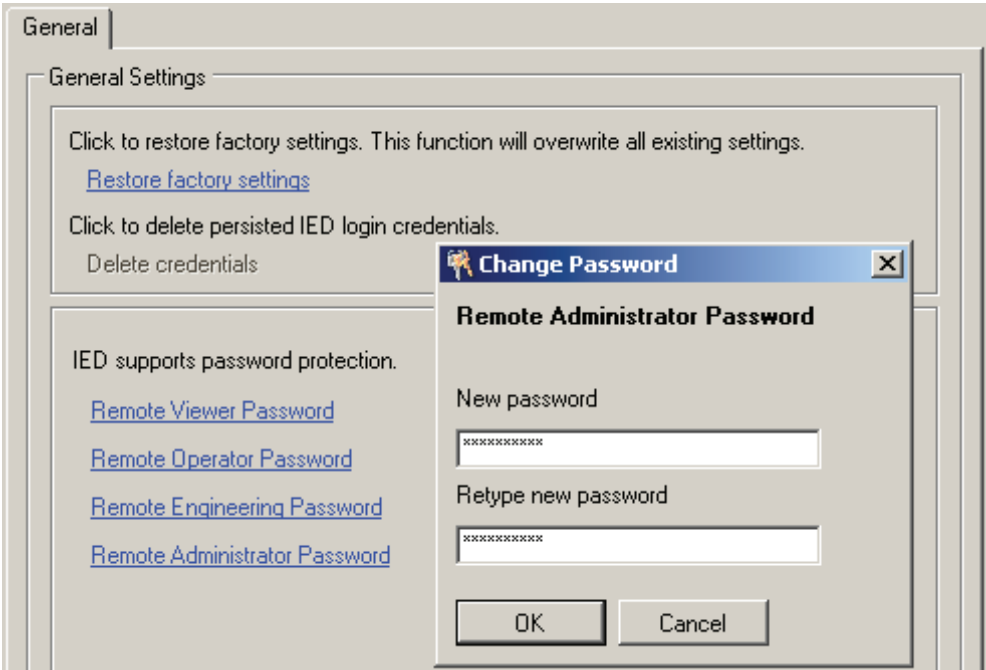 General
General Settings
Click to restore factory settings. This function will overwrite all existing settings.
Restore factory settings
Click to delete persisted IED login credentials.
Delete credentials
IED supports password protection.
Remote Viewer Password
Remote Operator Password
Remote Engineering Password
Remote Administrator Password
Change Password
Remote Administrator Password
New password
××××××××××
Retype new password
××××××××××
OK Cancel